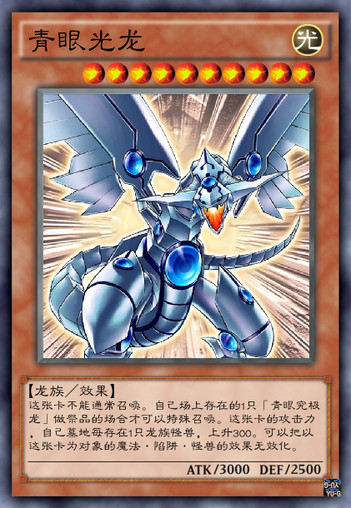 青眼光龙
光
【龙族／效果】
这张卡不能通常召唤。自己场上存在的1只「青眼究极
龙」做祭品的场合才可以特殊召唤。这张卡的攻击力
，自己墓地每存在1只龙族怪兽，上升300。可以把以
这张卡为对象的魔法·陷阱·怪兽的效果无效化。
ATK/3000 DEF/2500
YU-G